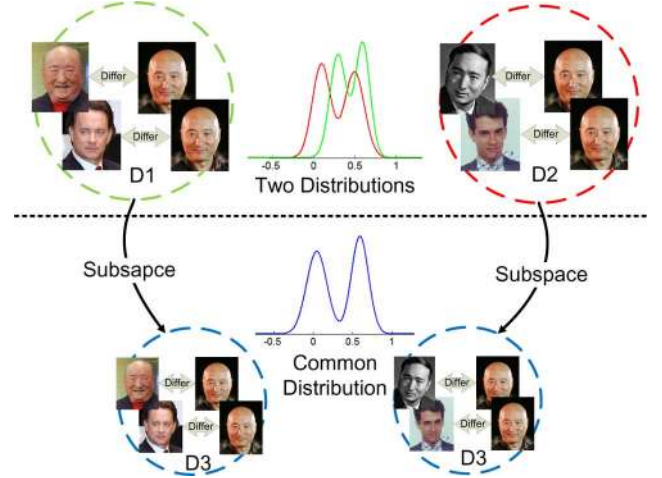 Differ
Differ
D1
-0.5 0 0.5 1
Two Distributions
Differ
Differ
D2
Subsapce
Subspace
-0.5 0 0.5 1
Common
Distribution
Differ
Differ
D3
Differ
Differ
D3